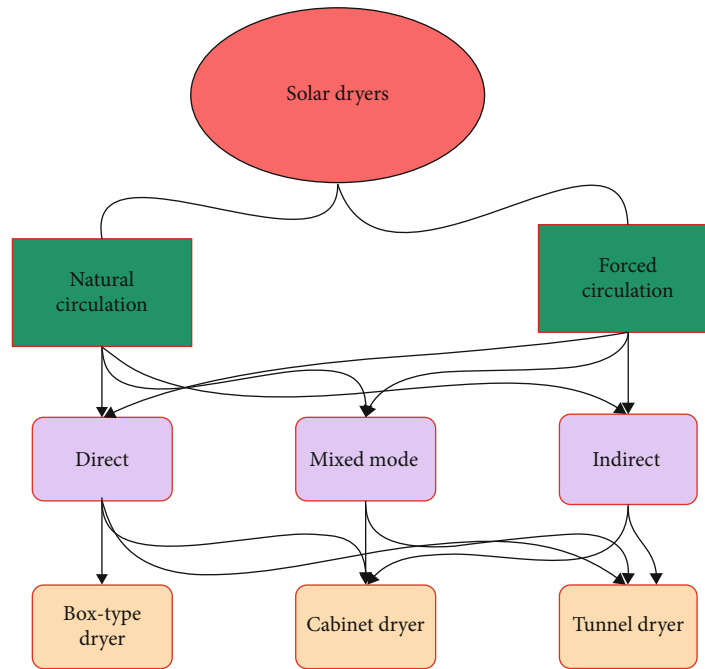 Solar dryers
Natural
circulation
Forced
circulation
Direct
Mixed mode
Indirect
Box-type
dryer
Cabinet dryer
Tunnel dryer